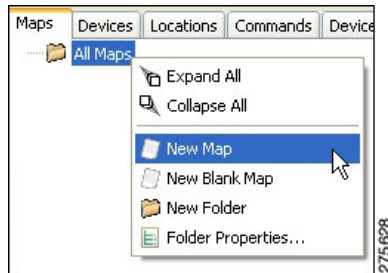 Maps Devices Locations Commands Device
All Maps
Expand All
Collapse All
New Map
New Blank Map
New Folder
Folder Properties...
275628